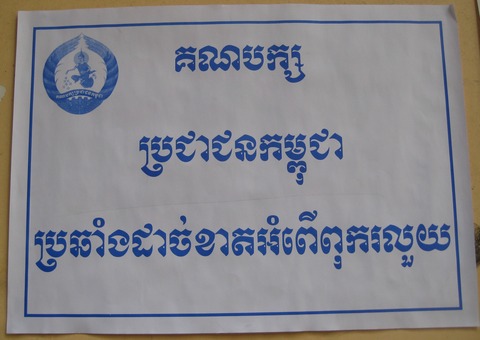 គណបក្ស
ប្រជាជនកម្ពុជា
ប្រឆាំងដាច់ខាតអំពើពុករលួយ